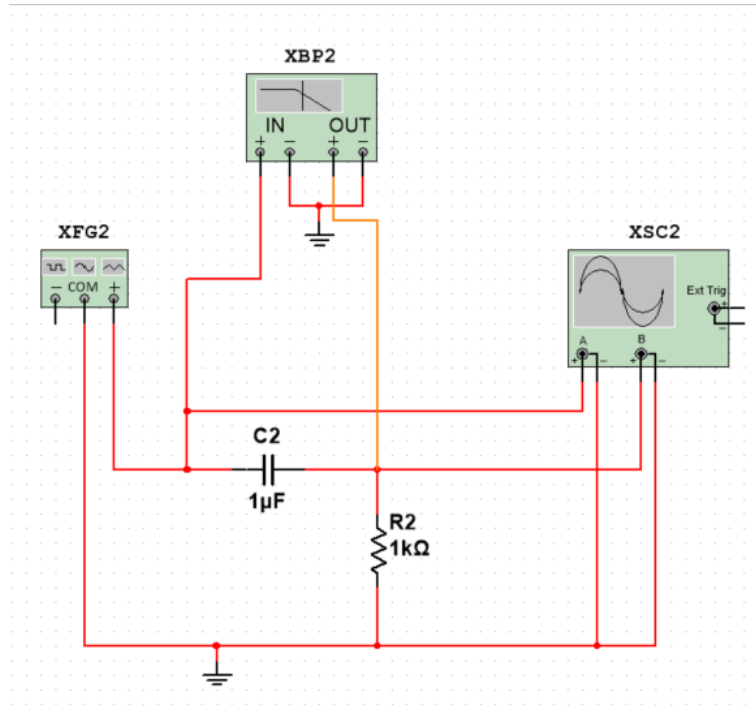 XBP2
IN OUT
+ − + −
XFG2
− COM +
XSC2
Ext Trig
+
−
A B
+ − + −
C2
1µF
R2
1kΩ